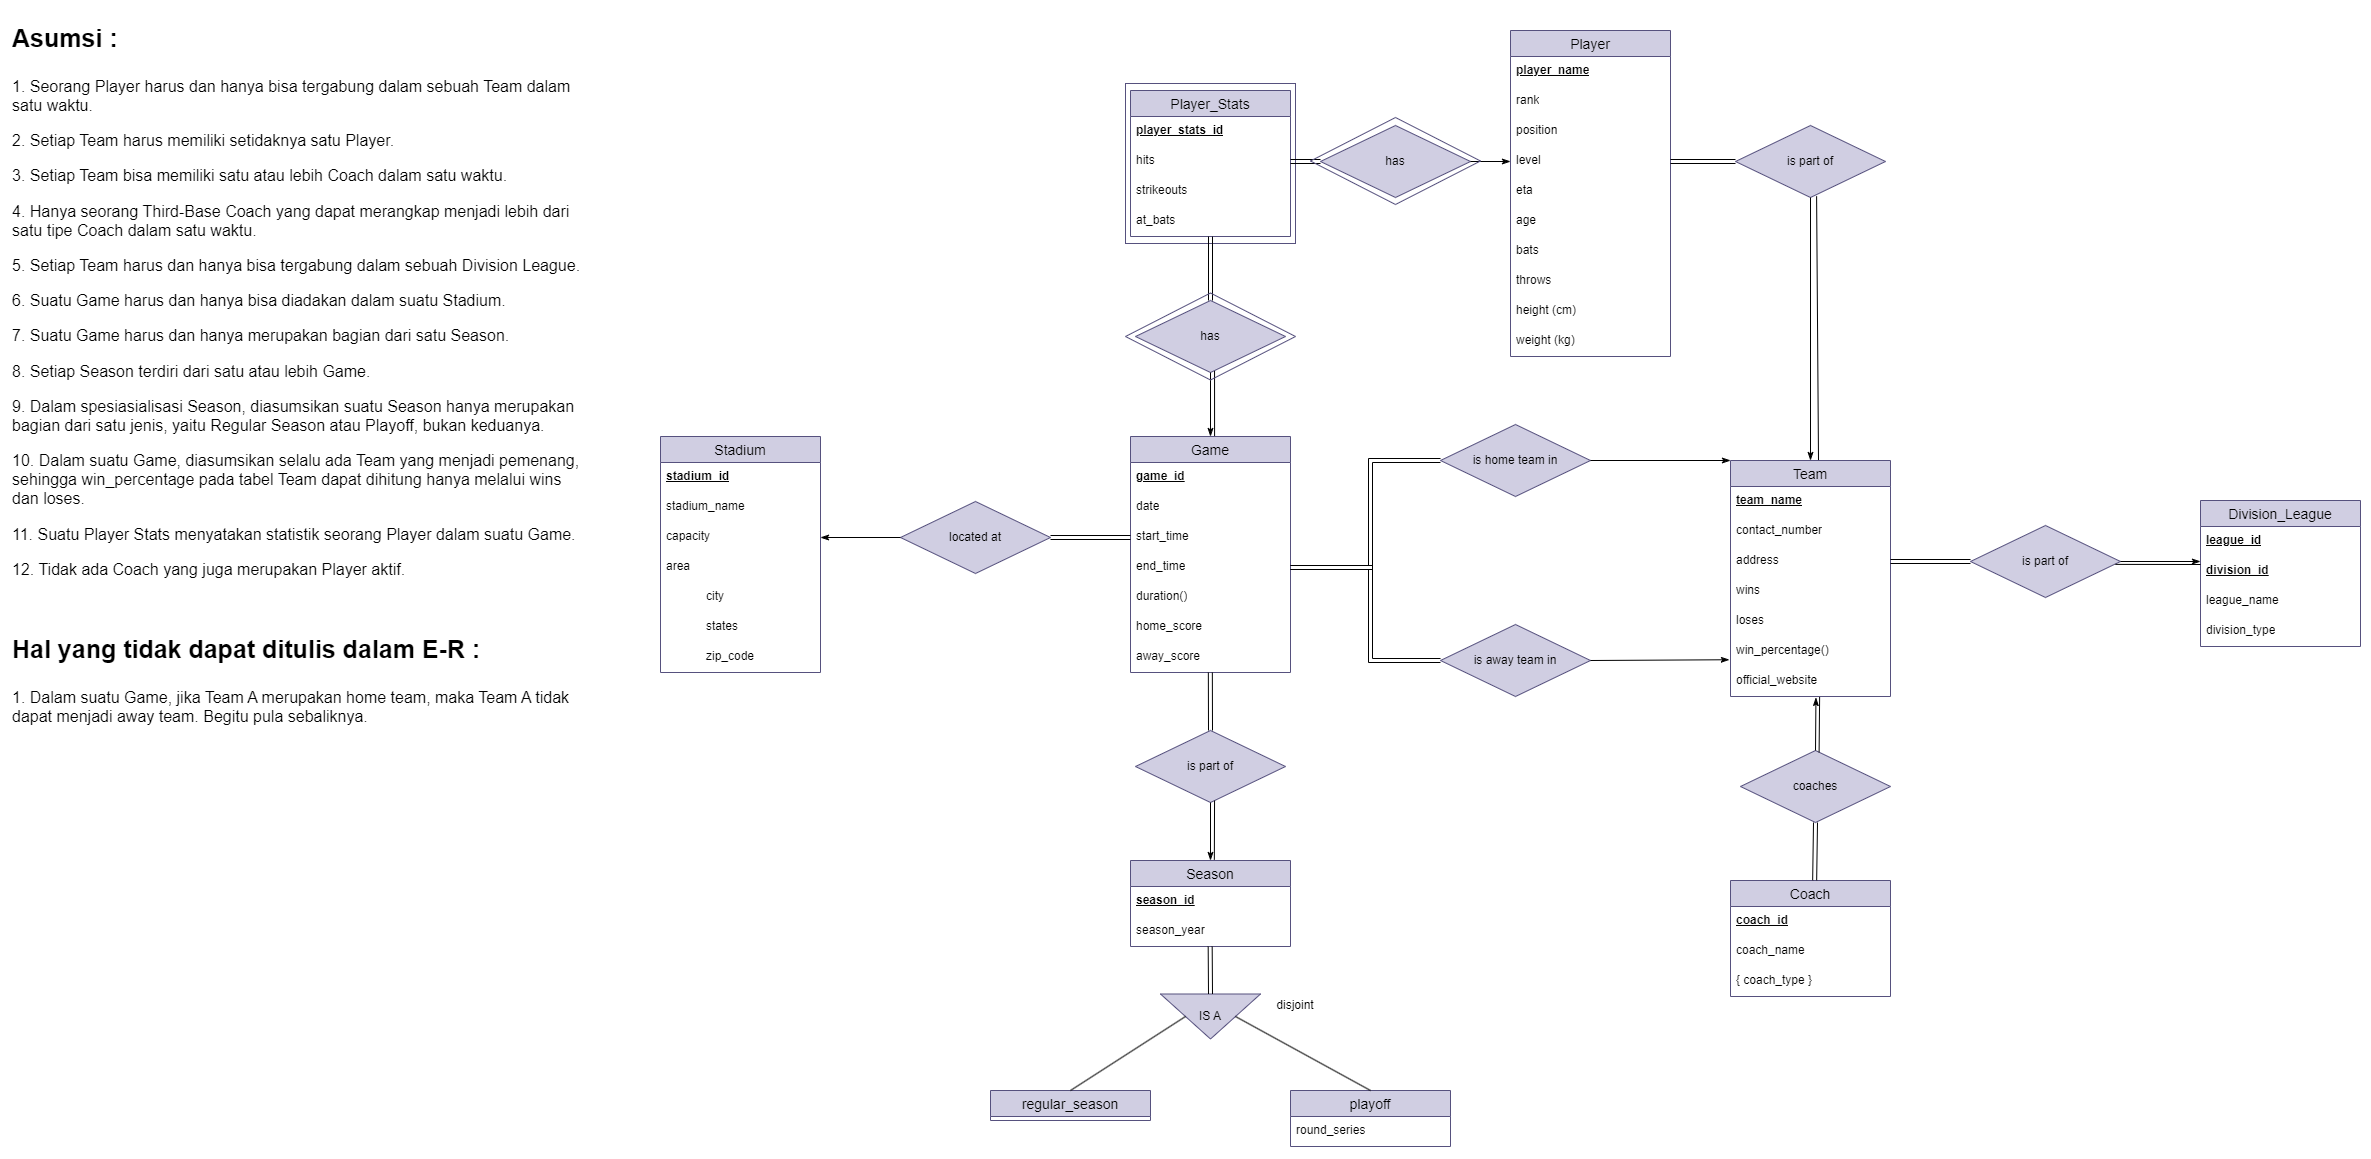 Asumsi :
1. Seorang Player harus dan hanya bisa tergabung dalam sebuah Team dalam
satu waktu.
2. Setiap Team harus memiliki setidaknya satu Player.
3. Setiap Team bisa memiliki satu atau lebih Coach dalam satu waktu.
4. Hanya seorang Third-Base Coach yang dapat merangkap menjadi lebih dari
satu tipe Coach dalam satu waktu.
5. Setiap Team harus dan hanya bisa tergabung dalam sebuah Division League.
6. Suatu Game harus dan hanya bisa diadakan dalam suatu Stadium.
7. Suatu Game harus dan hanya merupakan bagian dari satu Season.
8. Setiap Season terdiri dari satu atau lebih Game.
9. Dalam spesiasialisasi Season, diasumsikan suatu Season hanya merupakan
bagian dari satu jenis, yaitu Regular Season atau Playoff, bukan keduanya.
10. Dalam suatu Game, diasumsikan selalu ada Team yang menjadi pemenang,
sehingga win_percentage pada tabel Team dapat dihitung hanya melalui wins
dan loses.
11. Suatu Player Stats menyatakan statistik seorang Player dalam suatu Game.
12. Tidak ada Coach yang juga merupakan Player aktif.
Hal yang tidak dapat ditulis dalam E-R :
1. Dalam suatu Game, jika Team A merupakan home team, maka Team A tidak
dapat menjadi away team. Begitu pula sebaliknya.
Player_Stats
player_stats_id
hits
strikeouts
at_bats
has
Player
player_name
rank
position
level
eta
age
bats
throws
height (cm)
weight (kg)
is part of
has
Stadium
stadium_id
stadium_name
capacity
area
city
states
zip_code
located at
Game
game_id
date
start_time
end_time
duration()
home_score
away_score
is home team in
is away team in
Team
team_name
contact_number
address
wins
loses
win_percentage()
official_website
is part of
Division_League
league_id
division_id
league_name
division_type
is part of
coaches
Season
season_id
season_year
Coach
coach_id
coach_name
{ coach_type }
IS A
disjoint
regular_season
playoff
round_series